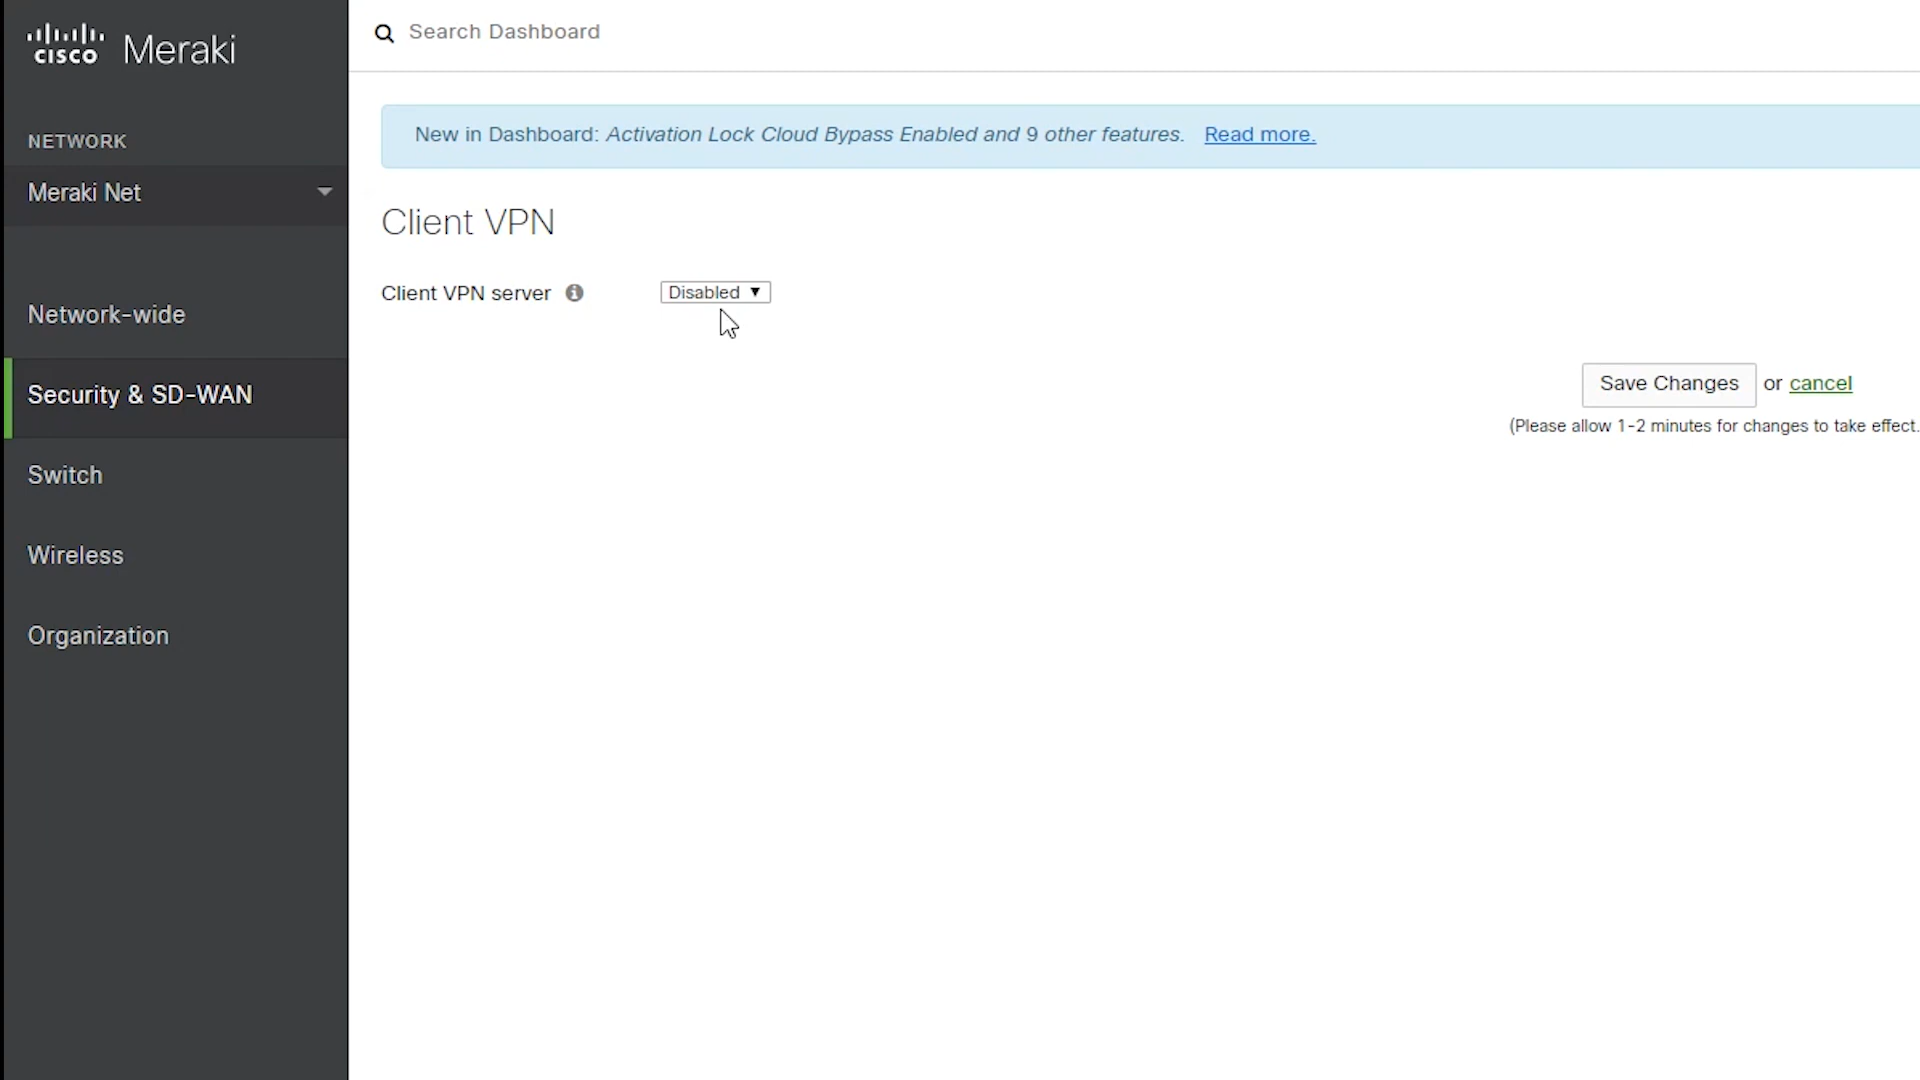 cisco Meraki
Search Dashboard
New in Dashboard: Activation Lock Cloud Bypass Enabled and 9 other features. Read more.
NETWORK
Meraki Net
Client VPN
Client VPN server
Disabled
Network-wide
Security & SD-WAN
Save Changes or cancel
(Please allow 1-2 minutes for changes to take effect.
Switch
Wireless
Organization